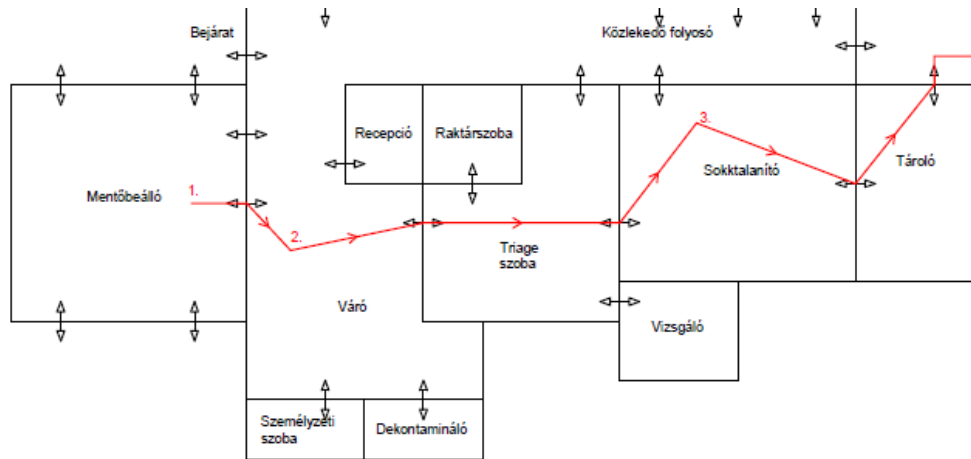 Bejárat
Közlekedő folyosó
Recepció
Raktárszoba
3.
Sokktalanító
Tároló
Mentőbeálló
1.
2.
Triage
szoba
Váró
Vizsgáló
Személyzeti
szoba
Dekontamináló